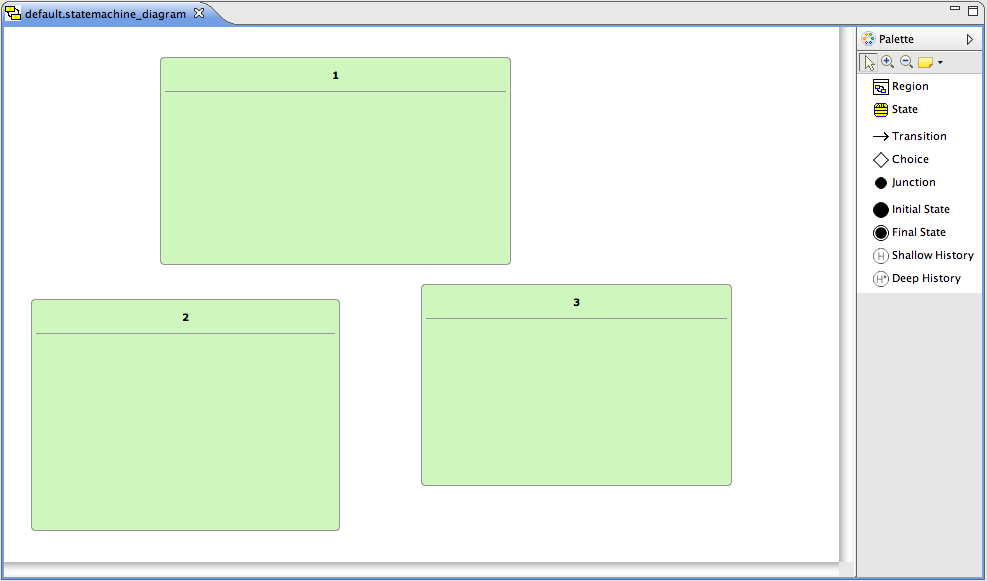 default.statemachine_diagram
Palette
1
Region
State
Transition
Choice
Junction
Initial State
Final State
H Shallow History
H* Deep History
3
2